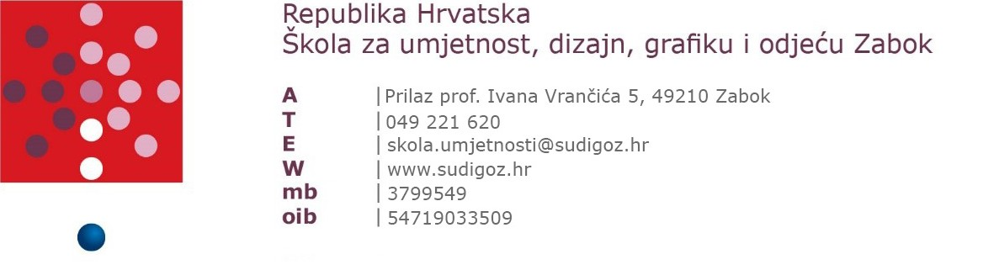 Republika Hrvatska
Škola za umjetnost, dizajn, grafiku i odjeću Zabok
A | Prilaz prof. Ivana Vrančića 5, 49210 Zabok
T | 049 221 620
E | skola.umjetnosti@sudigoz.hr
W | www.sudigoz.hr
mb | 3799549
oib | 54719033509